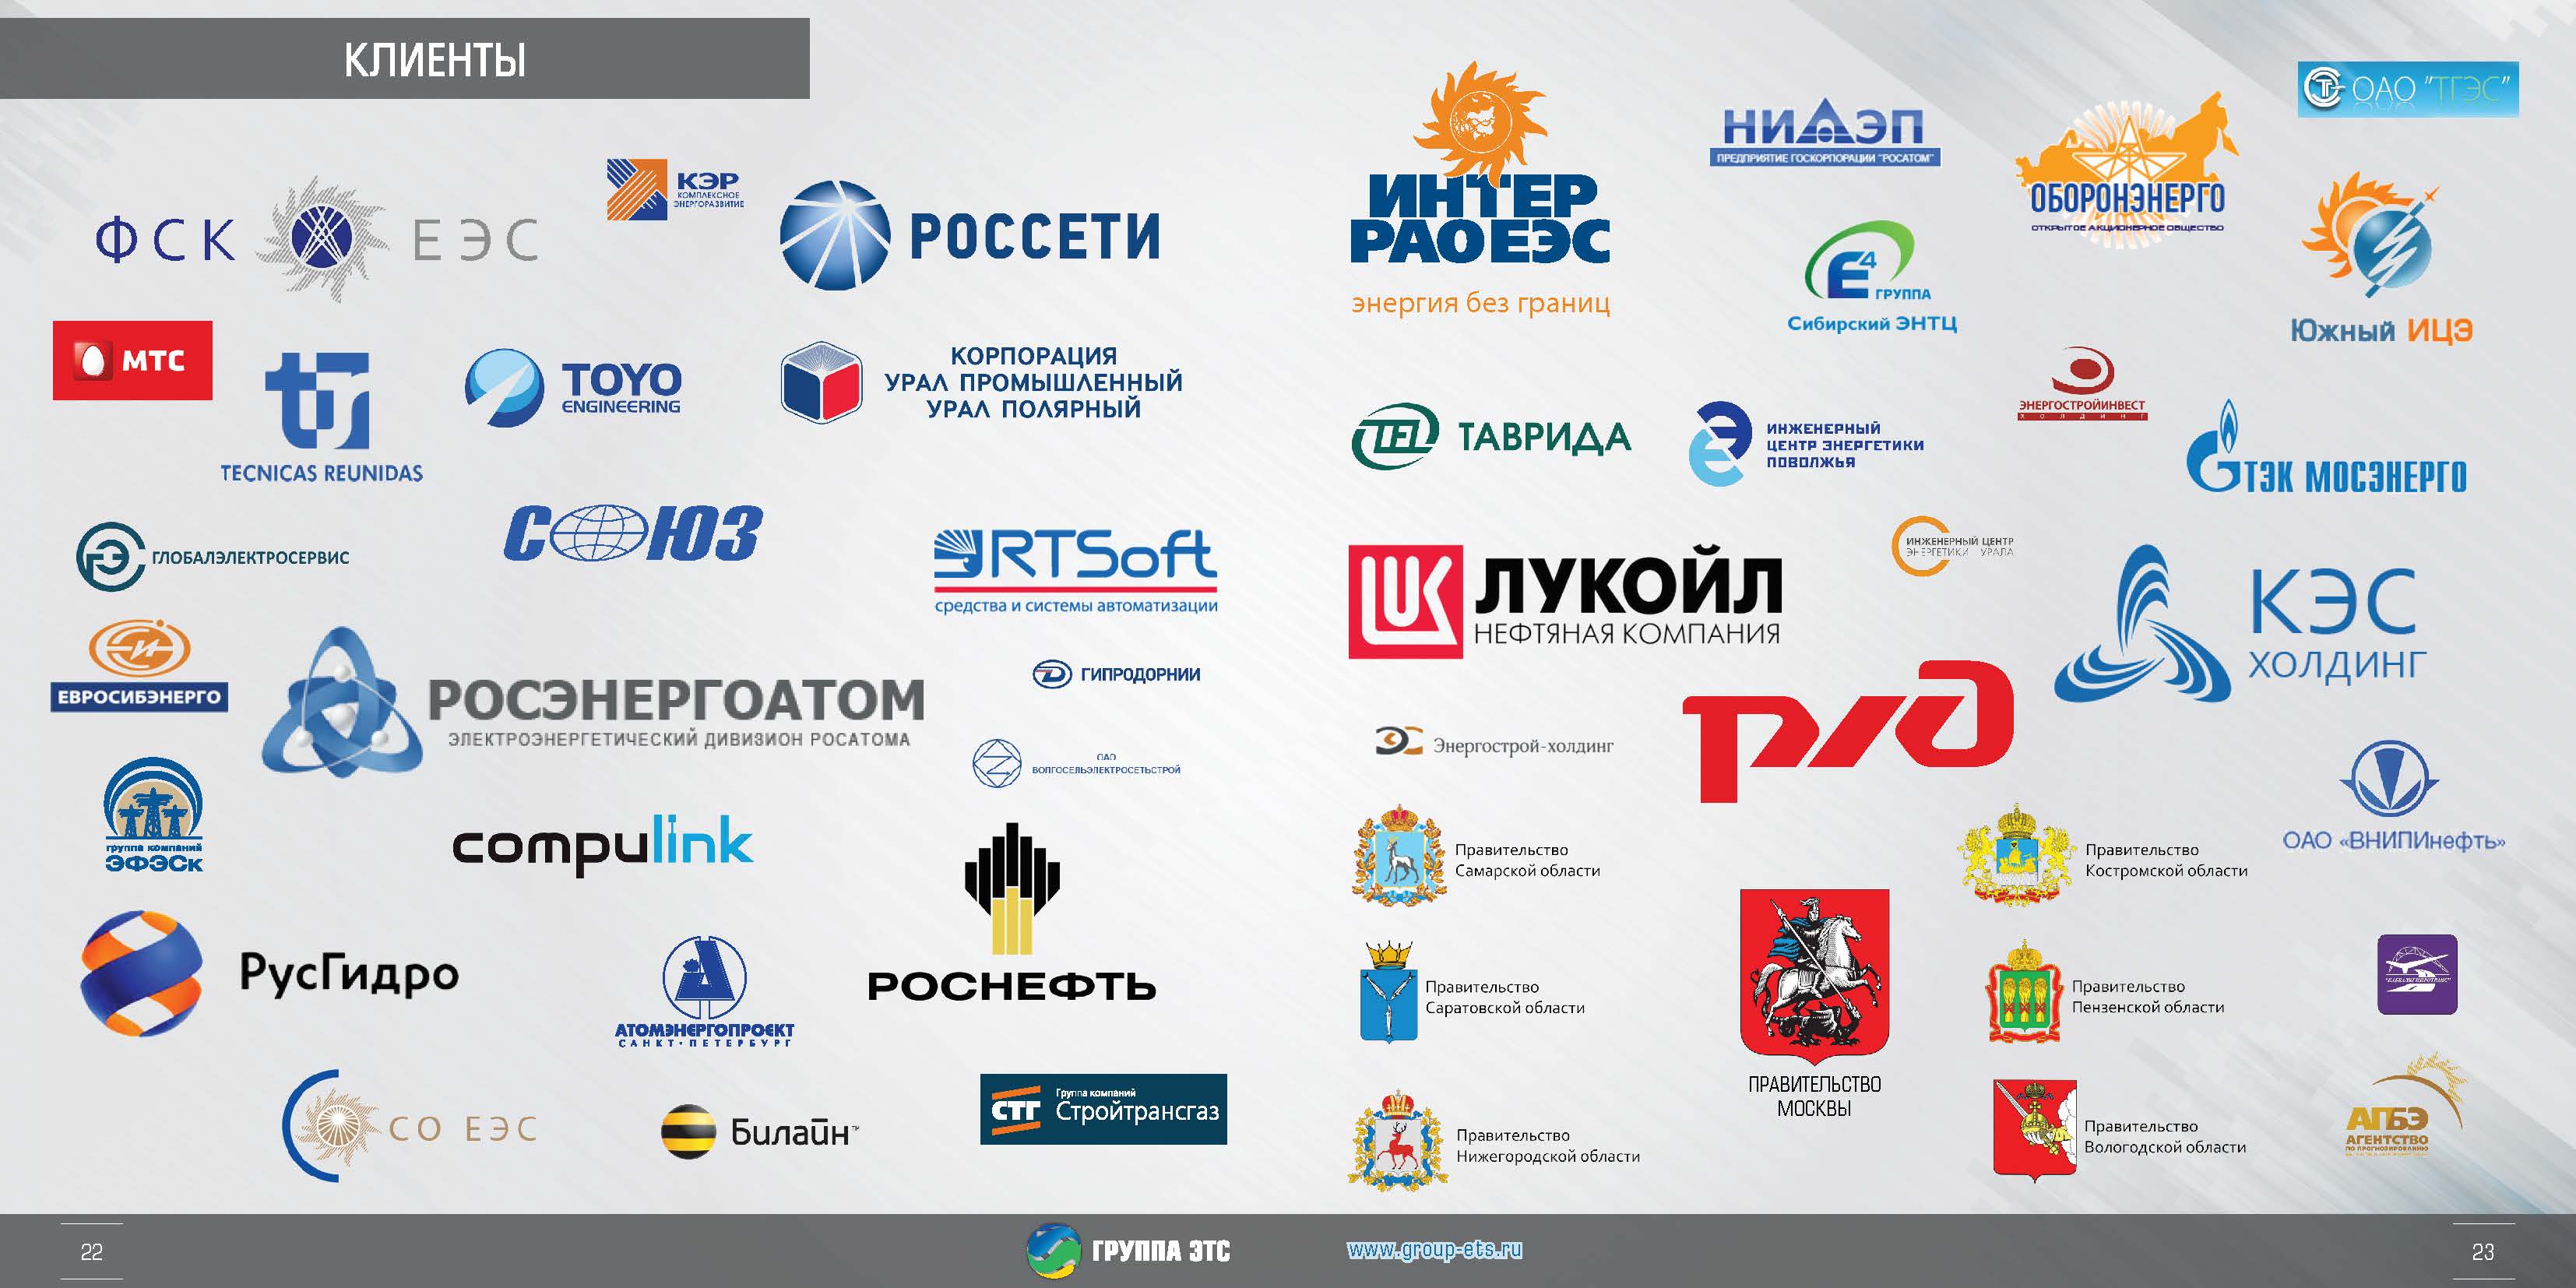 КЛИЕНТЫ
ФСК ЕЭС
КЭР
КОМПЛЕКСНОЕ
ЭНЕРГОРАЗВИТИЕ
РОССЕТИ
МТС
TECNICAS REUNIDAS
TOYO
ENGINEERING
КОРПОРАЦИЯ
УРАЛ ПРОМЫШЛЕННЫЙ
УРАЛ ПОЛЯРНЫЙ
ГЛОБАЛЭЛЕКТРОСЕРВИС
СОЮЗ
RTSoft
средства и системы автоматизации
ЕВРОСИБЭНЕРГО
РОСЭНЕРГОАТОМ
ЭЛЕКТРОЭНЕРГЕТИЧЕСКИЙ ДИВИЗИОН РОСАТОМА
ГИПРОДОРНИИ
ОАО
ВОЛГОСЕЛЬЭЛЕКТРОСЕТЬСТРОЙ
группа компаний
ЭФЭСк
compulink
РОСНЕФТЬ
РусГидро
АТОМЭНЕРГОПРОЕКТ
САНКТ-ПЕТЕРБУРГ
СО ЕЭС
Билайн™
СТГ
Группа компаний
Стройтрансгаз
22
ГРУППА ЭТС
ИНТЕР
РАО ЕЭС
энергия без границ
НИАЭП
ПРЕДПРИЯТИЕ ГОСКОРПОРАЦИИ "РОСАТОМ"
ОБОРОНЭНЕРГО
ОТКРЫТОЕ АКЦИОНЕРНОЕ ОБЩЕСТВО
ОАО "ТГЭС"
E4
ГРУППА
Сибирский ЭНТЦ
Южный ИЦЭ
TEL ТАВРИДА
ИНЖЕНЕРНЫЙ
ЦЕНТР ЭНЕРГЕТИКИ
ПОВОЛЖЬЯ
ЭНЕРГОСТРОЙИНВЕСТ
ХОЛДИНГ
ТЭК МОСЭНЕРГО
ЛУКОЙЛ
НЕФТЯНАЯ КОМПАНИЯ
ИНЖЕНЕРНЫЙ ЦЕНТР
ЭНЕРГЕТИКИ УРАЛА
КЭС
ХОЛДИНГ
Энергострой-холдинг
РЖД
ОАО «ВНИПИнефть»
Правительство
Самарской области
Правительство
Костромской области
Правительство
Саратовской области
ПРАВИТЕЛЬСТВО
МОСКВЫ
Правительство
Пензенской области
Правительство
Нижегородской области
Правительство
Вологодской области
АПБЭ
АГЕНТСТВО
ПО ПРОГНОЗИРОВАНИЮ
www.group-ets.ru
23